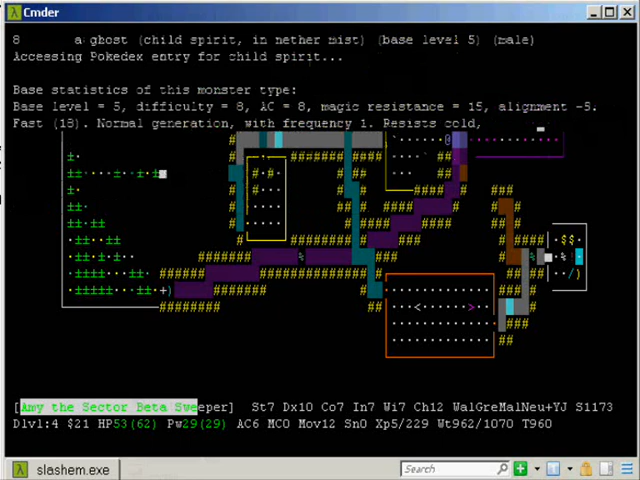 Cmder
8 a ghost (child spirit, in nether mist) (base level 5) (male)
Accessing Pokedex entry for child spirit...
Base statistics of this monster type:
Base level = 5, difficulty = 8, AC = 8, magic resistance = 15, alignment -5.
Fast (18). Normal generation, with frequency 1. Resists cold,
[Amy the Sector Beta Sweeper] St7 Dx10 Co7 In7 Wi7 Ch12 WalGreMalNeu+YJ S1173
Dlvl:4 $21 HP53(62) Pw29(29) AC6 MC0 Mov12 Sn0 Xp5/229 Wt962/1070 T960
slashem.exe
Search